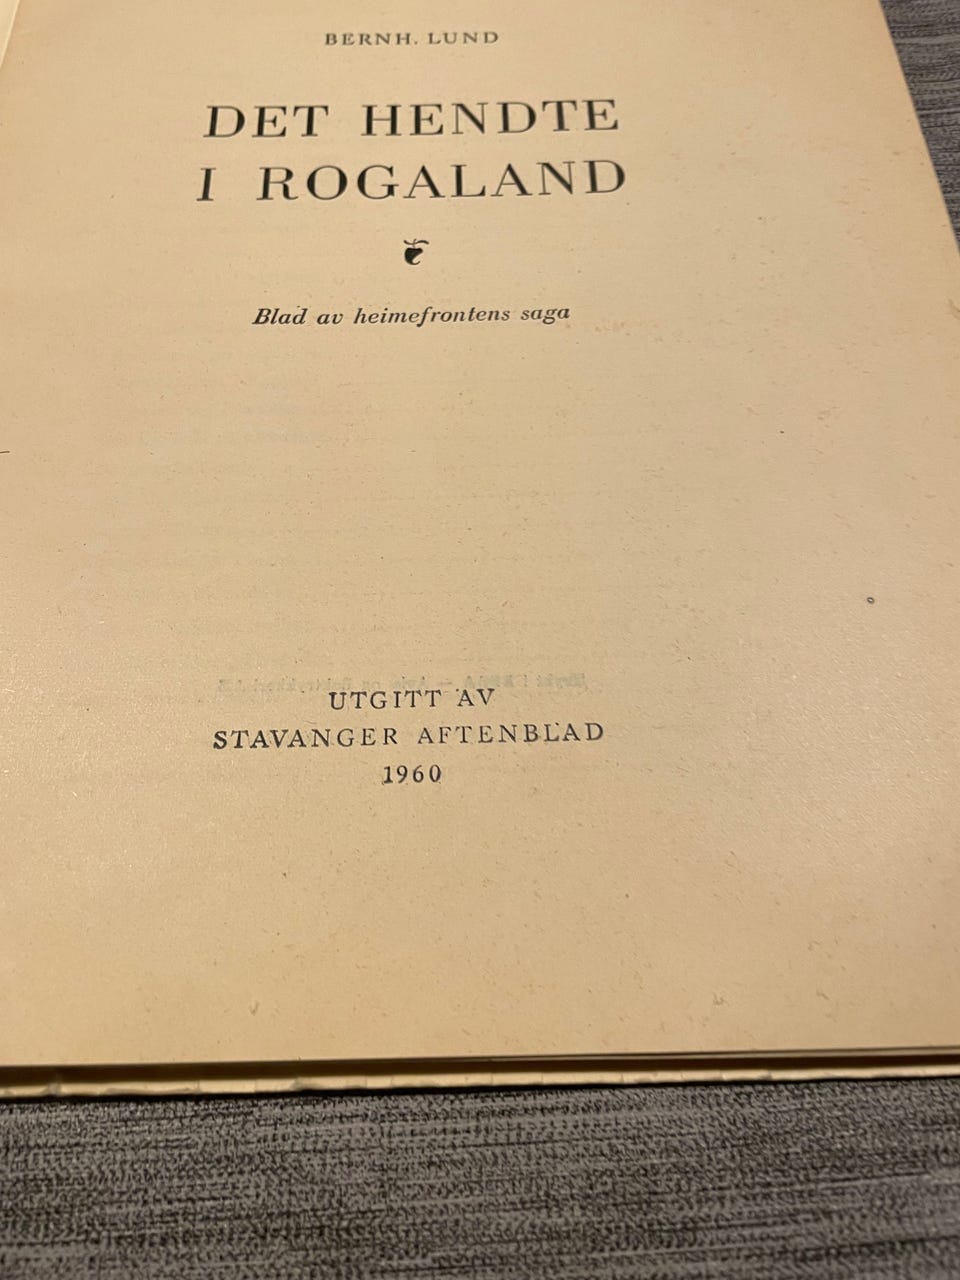 BERNH. LUND
DET HENDTE
I ROGALAND
Blad av heimefrontens saga
UTGITT AV
STAVANGER AFTENBLAD
1960